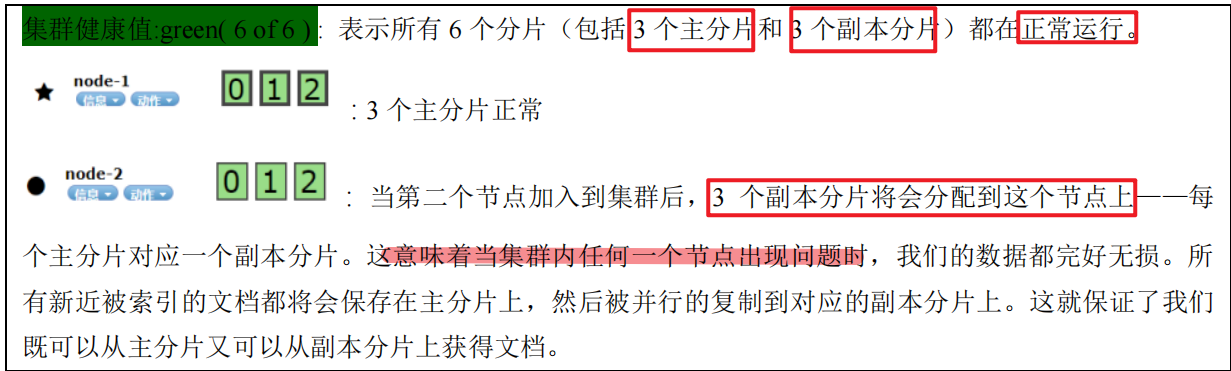 集群健康值:green( 6 of 6 ) : 表示所有 6 个分片（包括 3 个主分片和 3 个副本分片）都在正常运行。
node-1
信息 动作
0 1 2
: 3 个主分片正常
node-2
信息 动作
0 1 2
: 当第二个节点加入到集群后，3 个副本分片将会分配到这个节点上——每
个主分片对应一个副本分片。这意味着当集群内任何一个节点出现问题时，我们的数据都完好无损。所
有新近被索引的文档都将会保存在主分片上，然后被并行的复制到对应的副本分片上。这就保证了我们
既可以从主分片又可以从副本分片上获得文档。